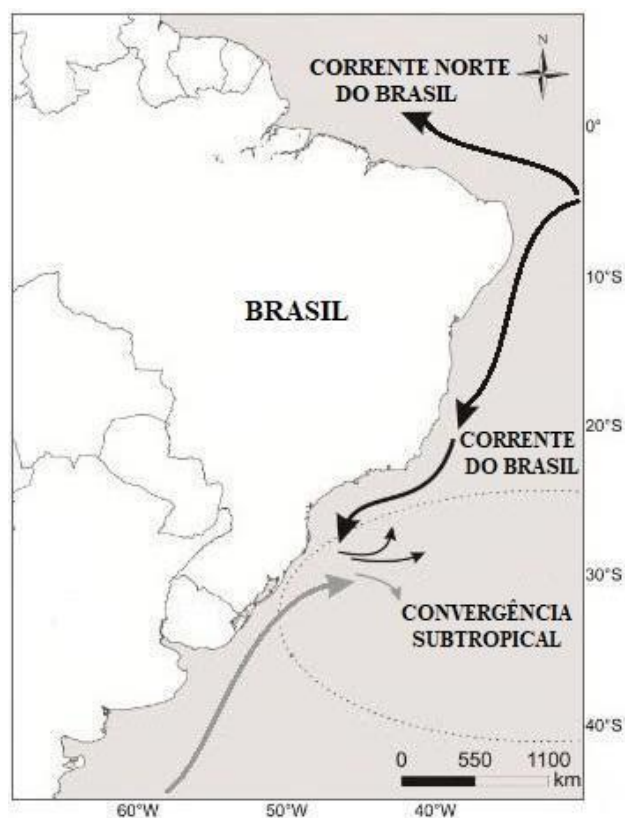 N
CORRENTE NORTE
DO BRASIL
0°
10°S
BRASIL
20°S
CORRENTE
DO BRASIL
30°S
CONVERGÊNCIA
SUBTROPICAL
40°S
0 550 1100
km
60°W 50°W 40°W